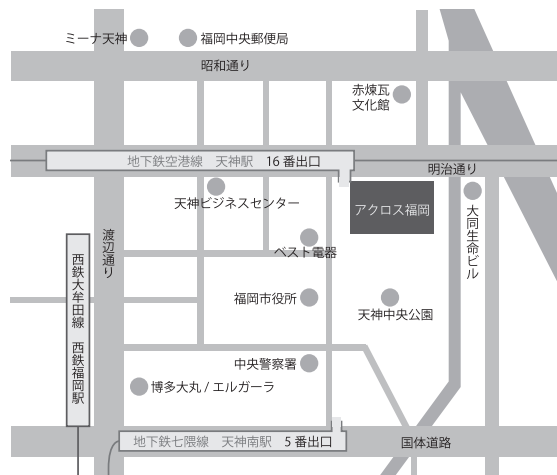 ミーナ天神
福岡中央郵便局
昭和通り
赤煉瓦
文化館
地下鉄空港線　天神駅　16 番出口
明治通り
天神ビジネスセンター
アクロス福岡
大同生命ビル
渡辺通り
ベスト電器
西鉄大牟田線　西鉄福岡駅
福岡市役所
天神中央公園
中央警察署
博多大丸 / エルガーラ
地下鉄七隈線　天神南駅　5 番出口
国体道路